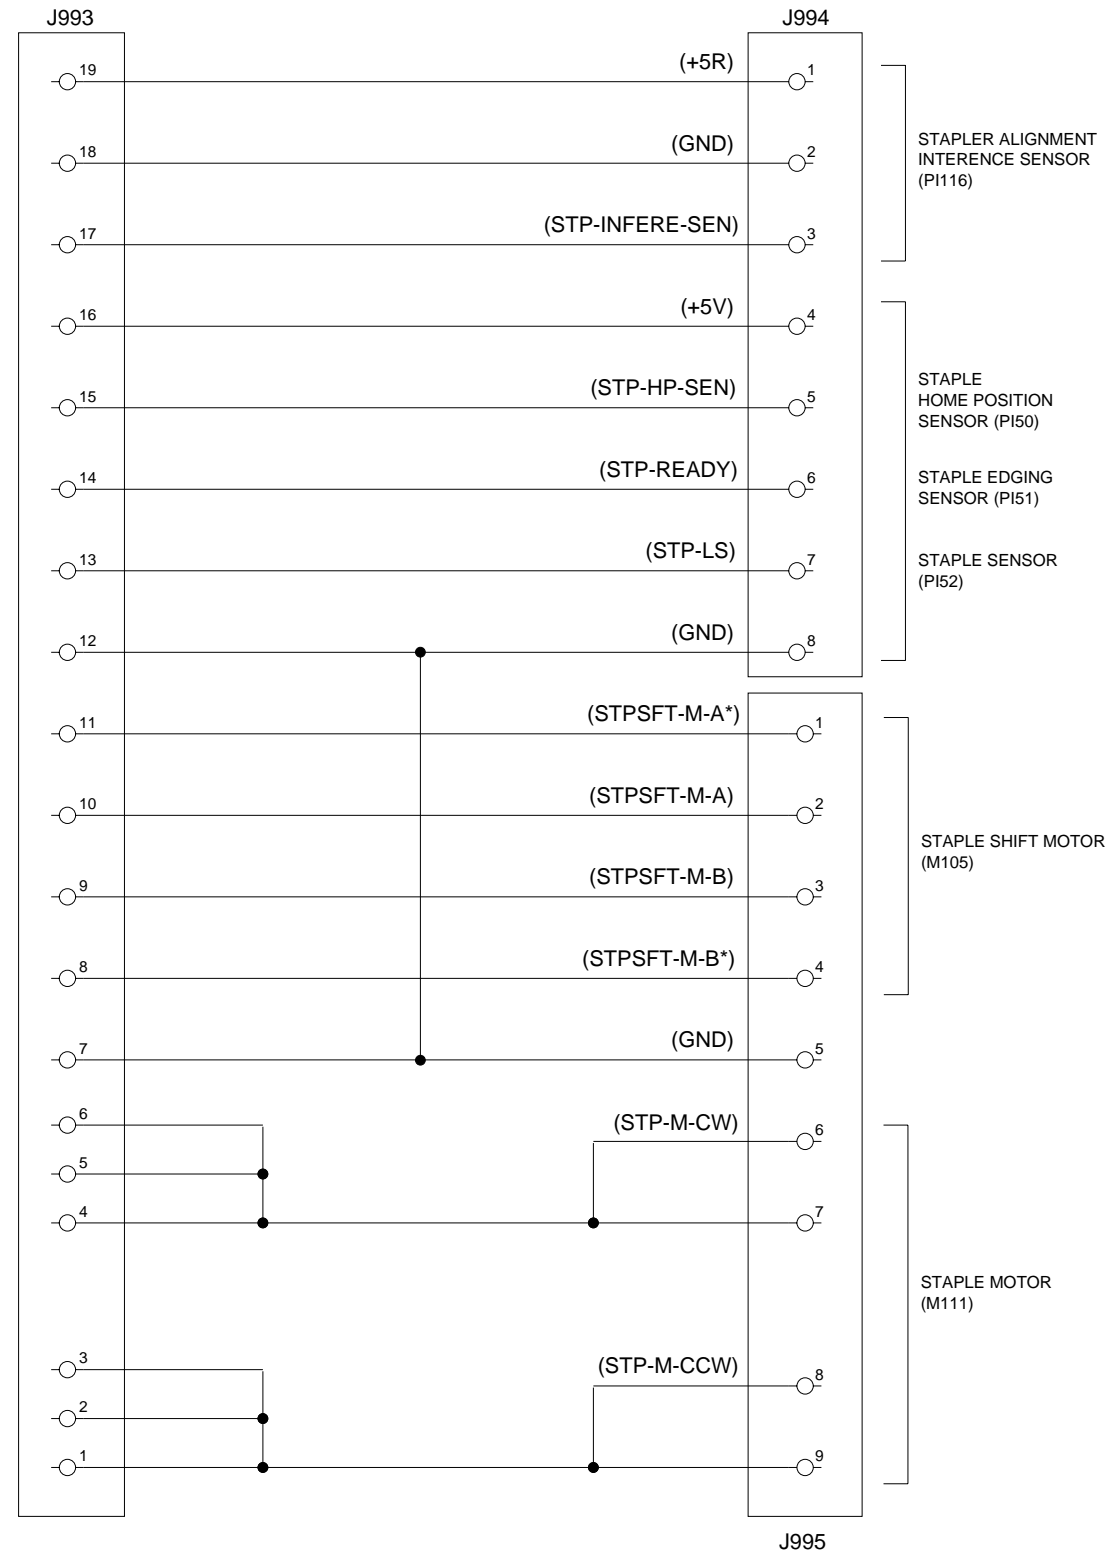 J993 J994
19 (+5R) 1
18 (GND) 2
STAPLER ALIGNMENT
INTERENCE SENSOR
(PI116)
17 (STP-INFERE-SEN) 3
16 (+5V) 4
15 (STP-HP-SEN) 5
STAPLE
HOME POSITION
SENSOR (PI50)
14 (STP-READY) 6
STAPLE EDGING
SENSOR (PI51)
13 (STP-LS) 7
STAPLE SENSOR
(PI52)
12 (GND) 8
11 (STPSFT-M-A*) 1
10 (STPSFT-M-A) 2
STAPLE SHIFT MOTOR
(M105)
9 (STPSFT-M-B) 3
8 (STPSFT-M-B*) 4
7 (GND) 5
6 (STP-M-CW) 6
5
4 7
STAPLE MOTOR
(M111)
3 (STP-M-CCW) 8
2
1 9
J995